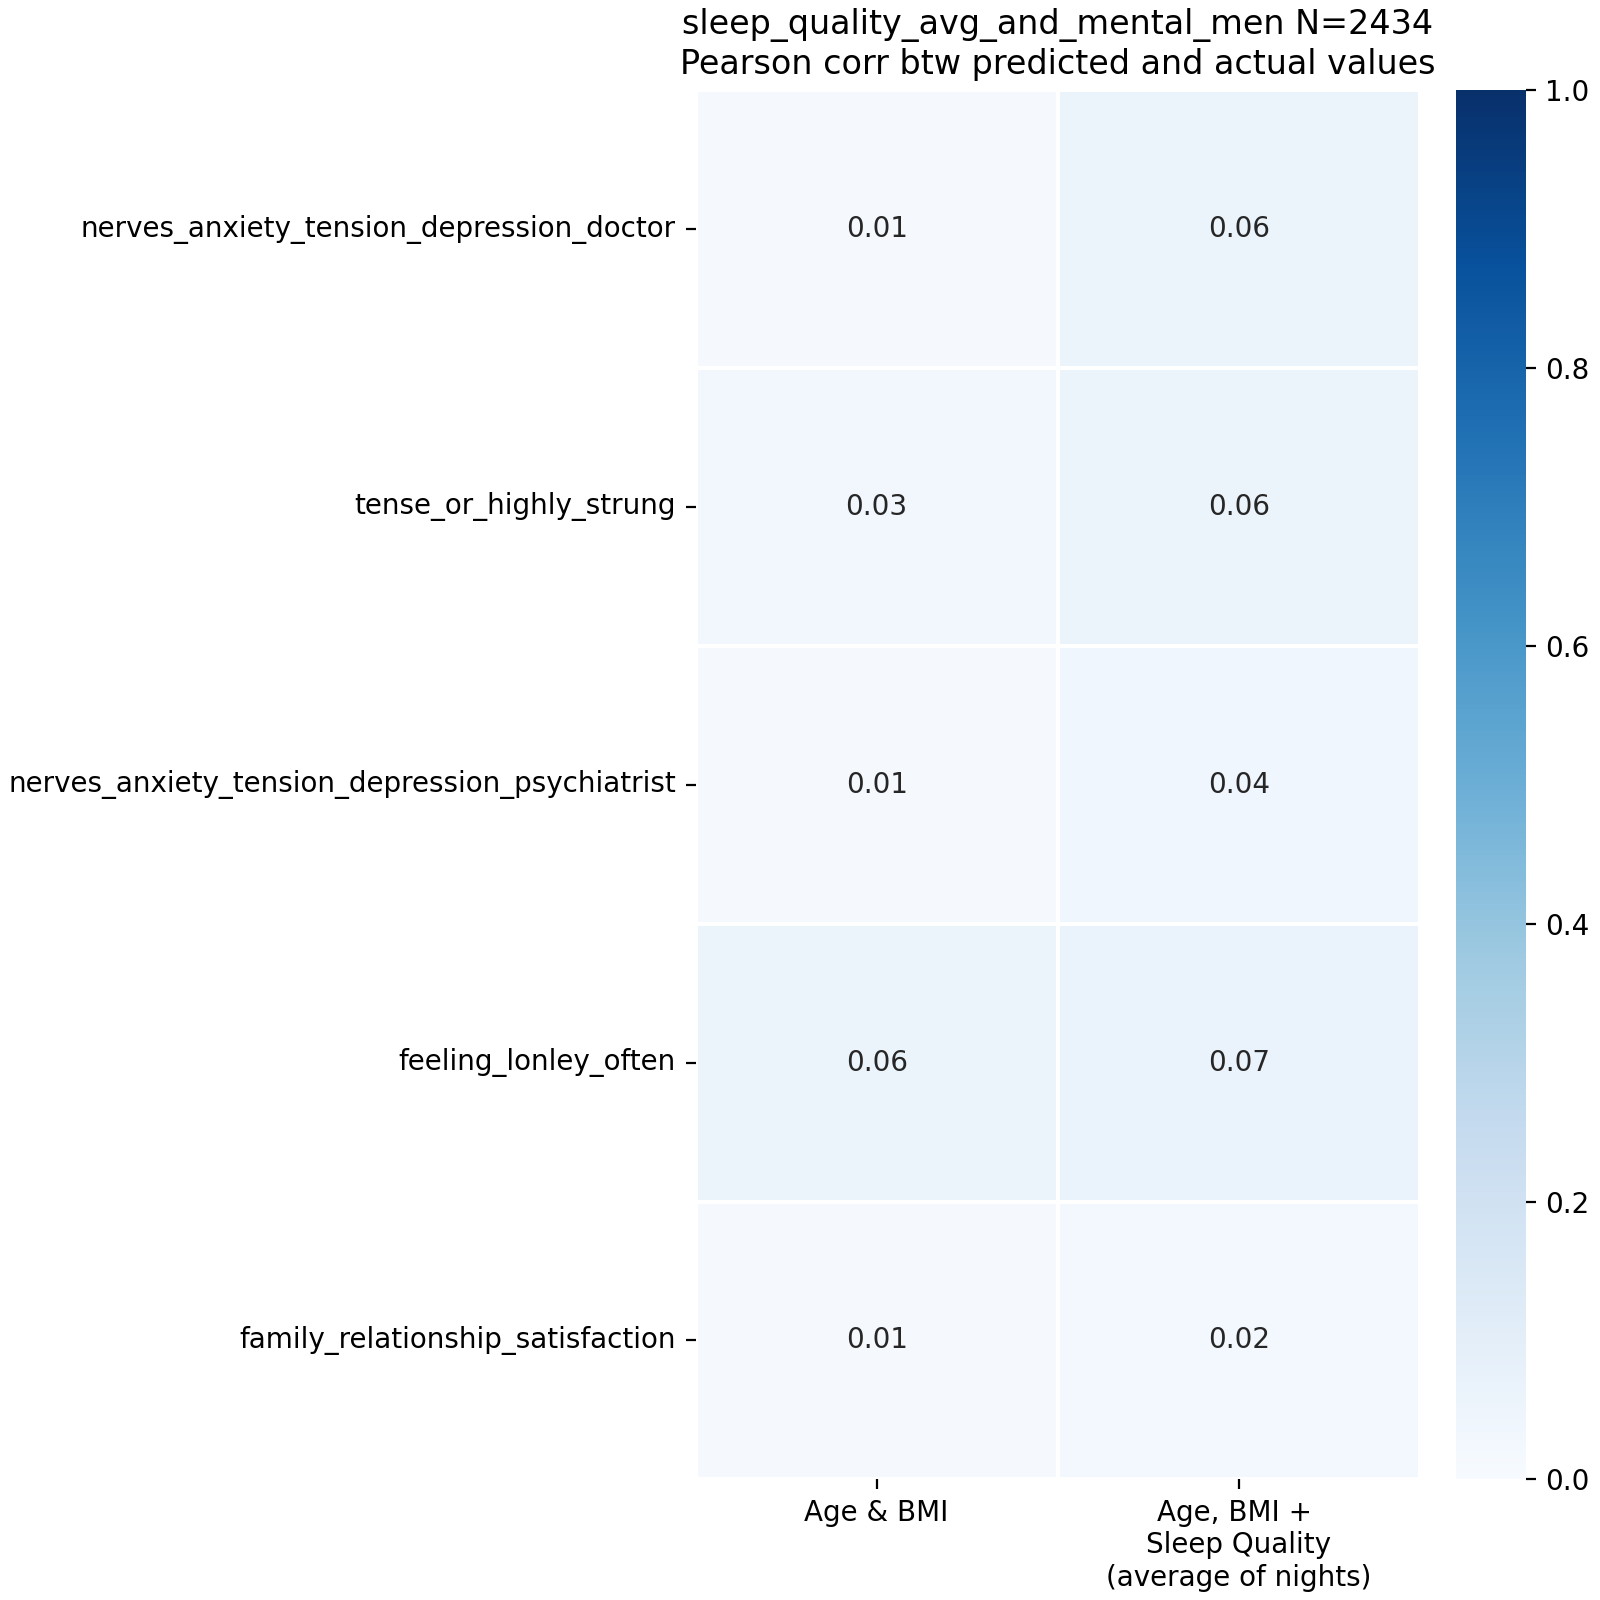 sleep_quality_avg_and_mental_men N=2434
Pearson corr btw predicted and actual values
nerves_anxiety_tension_depression_doctor
0.01
0.06
tense_or_highly_strung
0.03
0.06
nerves_anxiety_tension_depression_psychiatrist
0.01
0.04
feeling_lonley_often
0.06
0.07
family_relationship_satisfaction
0.01
0.02
Age & BMI
Age, BMI +
Sleep Quality
(average of nights)
1.0
0.8
0.6
0.4
0.2
0.0